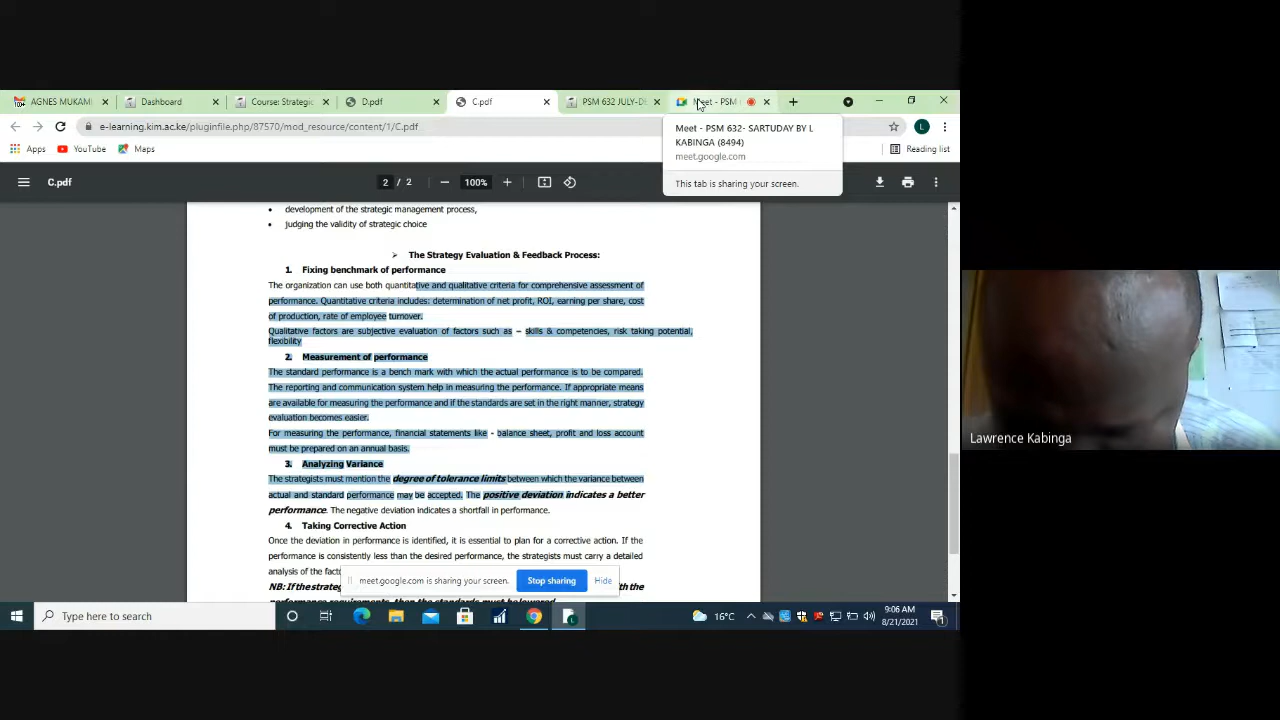 AGNES MUKAMI
Dashboard
Course: Strategic
D.pdf
C.pdf
PSM 632 JULY-DE
Meet - PSM
e-learning.kim.ac.ke/pluginfile.php/87570/mod_resource/content/1/C.pdf
L
Apps
YouTube
Maps
Reading list
Meet - PSM 632- SARTUDAY BY L
KABINGA (8494)
meet.google.com
This tab is sharing your screen.
C.pdf
2 / 2
100%
• development of the strategic management process,
• judging the validity of strategic choice
➢ The Strategy Evaluation & Feedback Process:
1. Fixing benchmark of performance
The organization can use both quantitative and qualitative criteria for comprehensive assessment of
performance. Quantitative criteria includes: determination of net profit, ROI, earning per share, cost
of production, rate of employee turnover.
Qualitative factors are subjective evaluation of factors such as – skills & competencies, risk taking potential,
flexibility
2. Measurement of performance
The standard performance is a bench mark with which the actual performance is to be compared.
The reporting and communication system help in measuring the performance. If appropriate means
are available for measuring the performance and if the standards are set in the right manner, strategy
evaluation becomes easier.
For measuring the performance, financial statements like - balance sheet, profit and loss account
must be prepared on an annual basis.
3. Analyzing Variance
The strategists must mention the degree of tolerance limits between which the variance between
actual and standard performance may be accepted. The positive deviation indicates a better
performance. The negative deviation indicates a shortfall in performance.
4. Taking Corrective Action
Once the deviation in performance is identified, it is essential to plan for a corrective action. If the
performance is consistently less than the desired performance, the strategists must carry a detailed
analysis of the facto
NB: If the strateg
performance requirements, then the standards must be lowered
meet.google.com is sharing your screen.
Stop sharing
Hide
Lawrence Kabinga
Type here to search
16°C
9:06 AM
8/21/2021
1